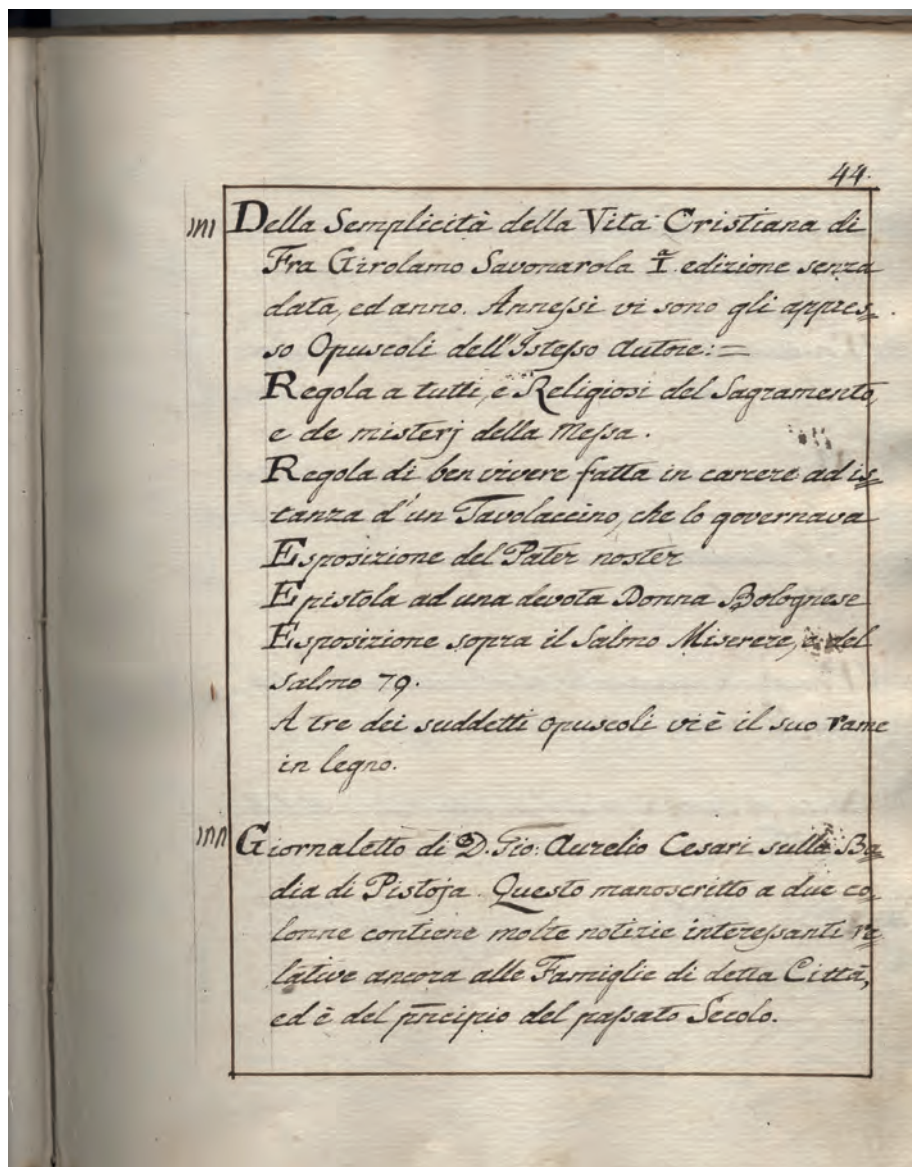 44.
Della Semplicità della Vita Cristiana di
Fra Girolamo Savonarola 1.ª edizione senza
data, ed anno. Annessi vi sono gli appres=
so Opuscoli dell'Istesso Autore:=
Regola a tutti, e Religiosi del Sagramento,
e de misterj della Messa.
Regola di ben vivere fatta in carcere ad is=
tanza d'un Tavolaccino, che lo governava
Esposizione del Pater noster
Epistola ad una devota Donna Bolognese
Esposizione sopra il Salmo Miserere, e del
Salmo 79.
A tre dei suddetti opuscoli vi è il suo rame
in legno.
Giornaletto di D. Gio: Aurelio Cesari sulla Ba=
dia di Pistoja. Questo manoscritto a due co=
lonne contiene molte notizie interessanti re=
lative ancora alle Famiglie di detta Città,
ed è del pn̄cipio del passato Secolo.